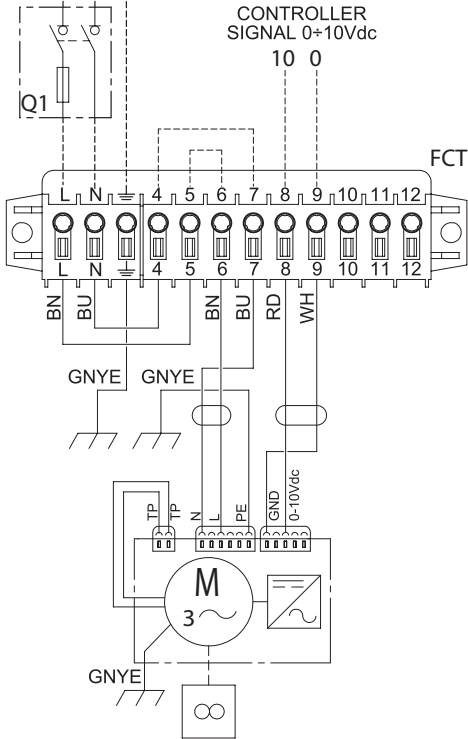 CONTROLLER
SIGNAL 0÷10Vdc
10 0
Q1
FCT
L N 4 5 6 7 8 9 10 11 12
L N 4 5 6 7 8 9 10 11 12
BN BU BN BU RD WH
GNYE GNYE
TP TP N L PE GND 0-10Vdc
M
3
GNYE